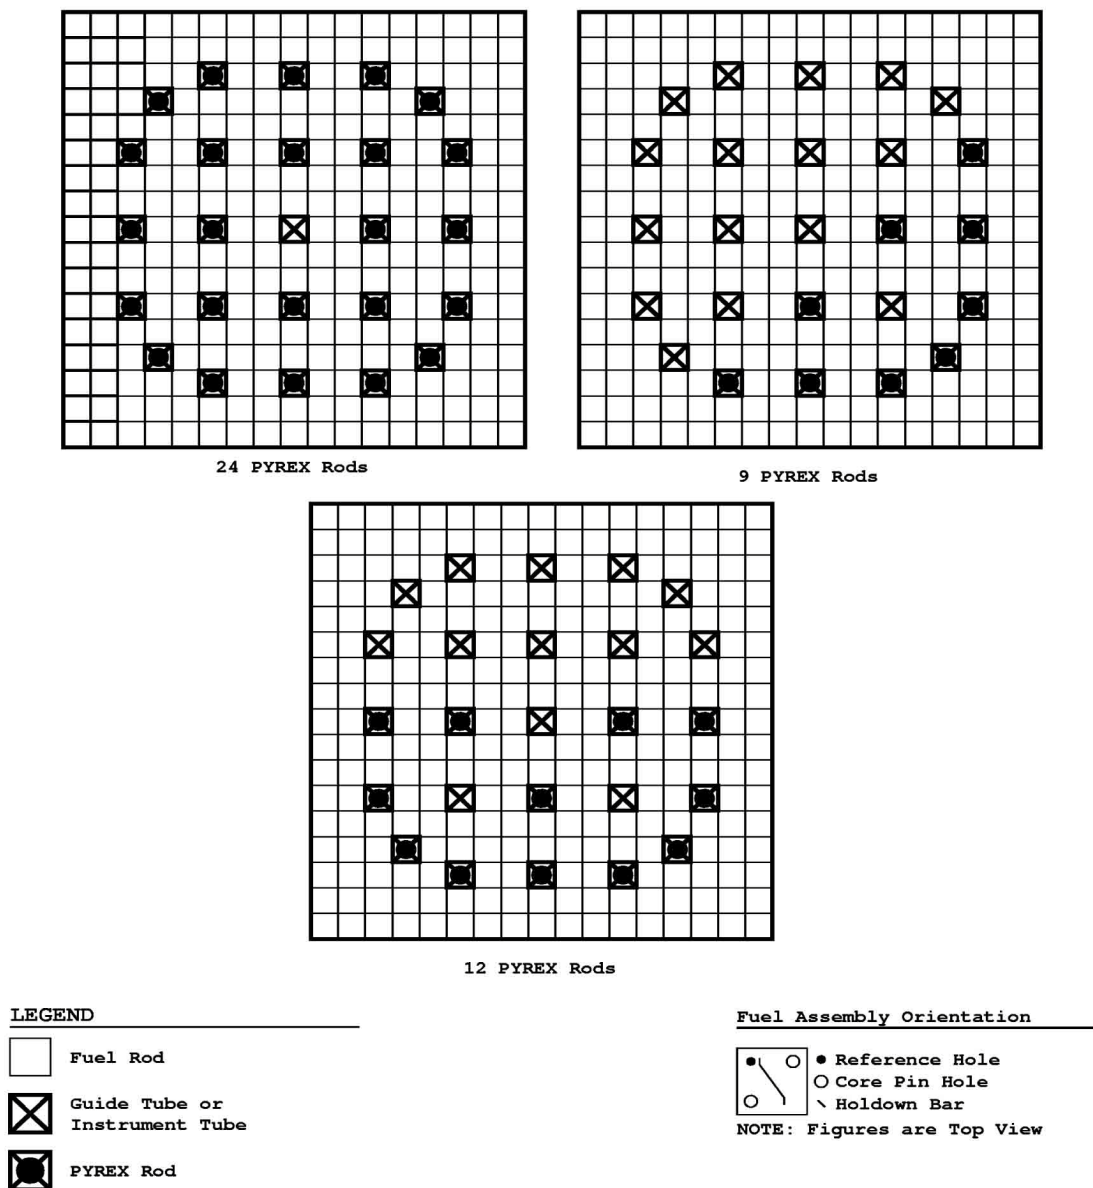 24 PYREX Rods
9 PYREX Rods
12 PYREX Rods
LEGEND
Fuel Rod
Guide Tube or
Instrument Tube
PYREX Rod
Fuel Assembly Orientation
Reference Hole
Core Pin Hole
Holdown Bar
NOTE: Figures are Top View